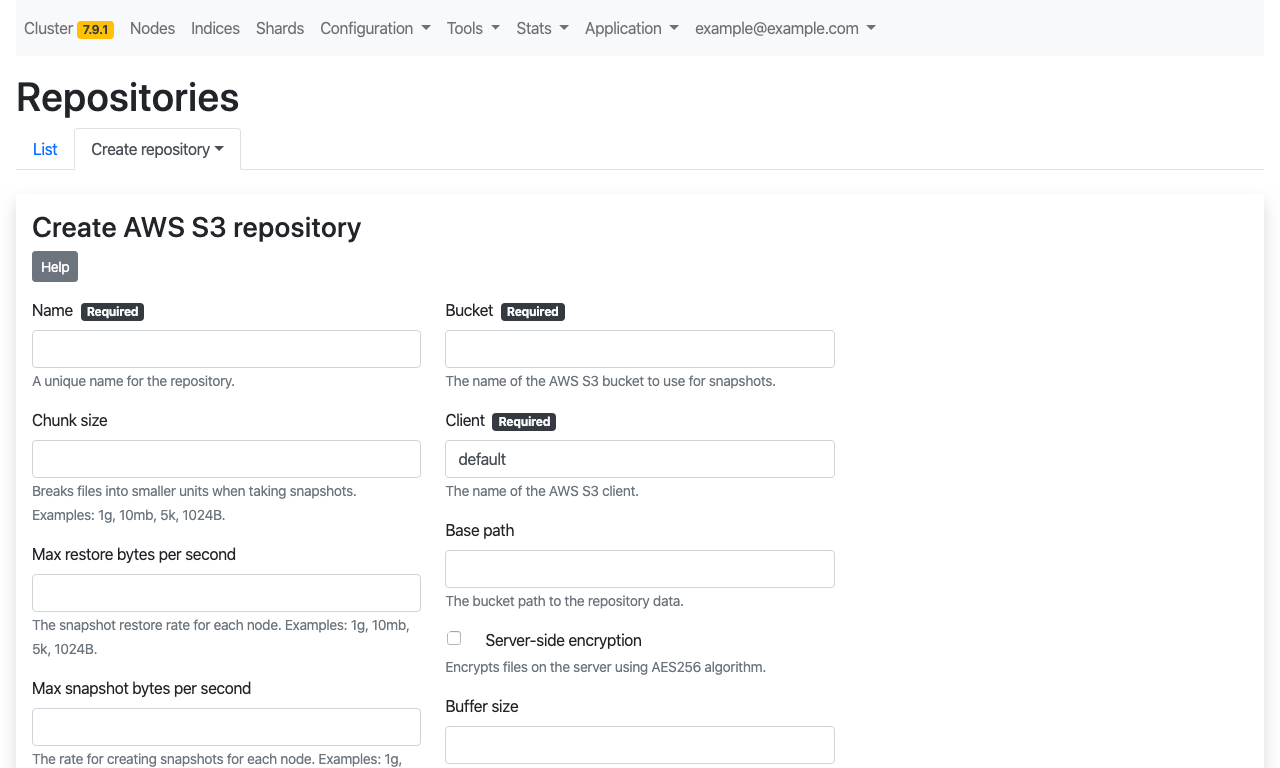 Cluster 7.9.1 Nodes Indices Shards Configuration Tools Stats Application example@example.com
Repositories
List Create repository
Create AWS S3 repository
Help
Name Required
A unique name for the repository.
Chunk size
Breaks files into smaller units when taking snapshots.
Examples: 1g, 10mb, 5k, 1024B.
Max restore bytes per second
The snapshot restore rate for each node. Examples: 1g, 10mb,
5k, 1024B.
Max snapshot bytes per second
The rate for creating snapshots for each node. Examples: 1g,
Bucket Required
The name of the AWS S3 bucket to use for snapshots.
Client Required
default
The name of the AWS S3 client.
Base path
The bucket path to the repository data.
Server-side encryption
Encrypts files on the server using AES256 algorithm.
Buffer size